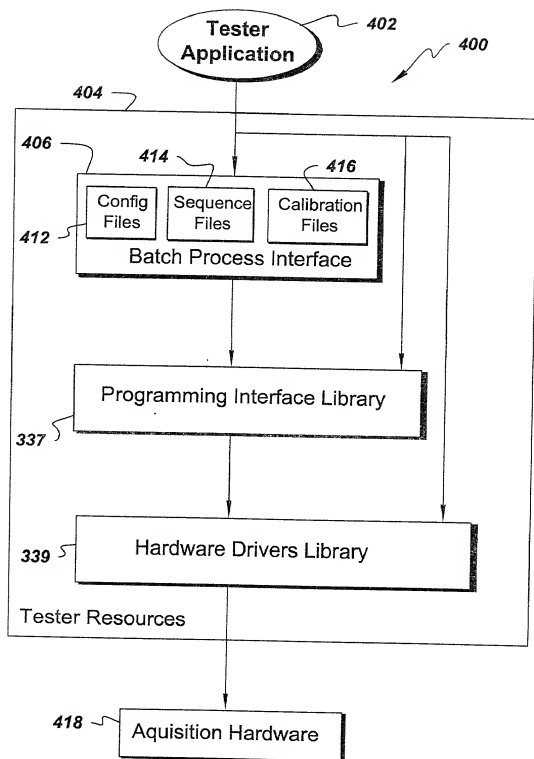 Tester
Application
402
400
404
406
414
416
Config
Files
Sequence
Files
Calibration
Files
412
Batch Process Interface
Programming Interface Library
337
Hardware Drivers Library
339
Tester Resources
418
Aquisition Hardware